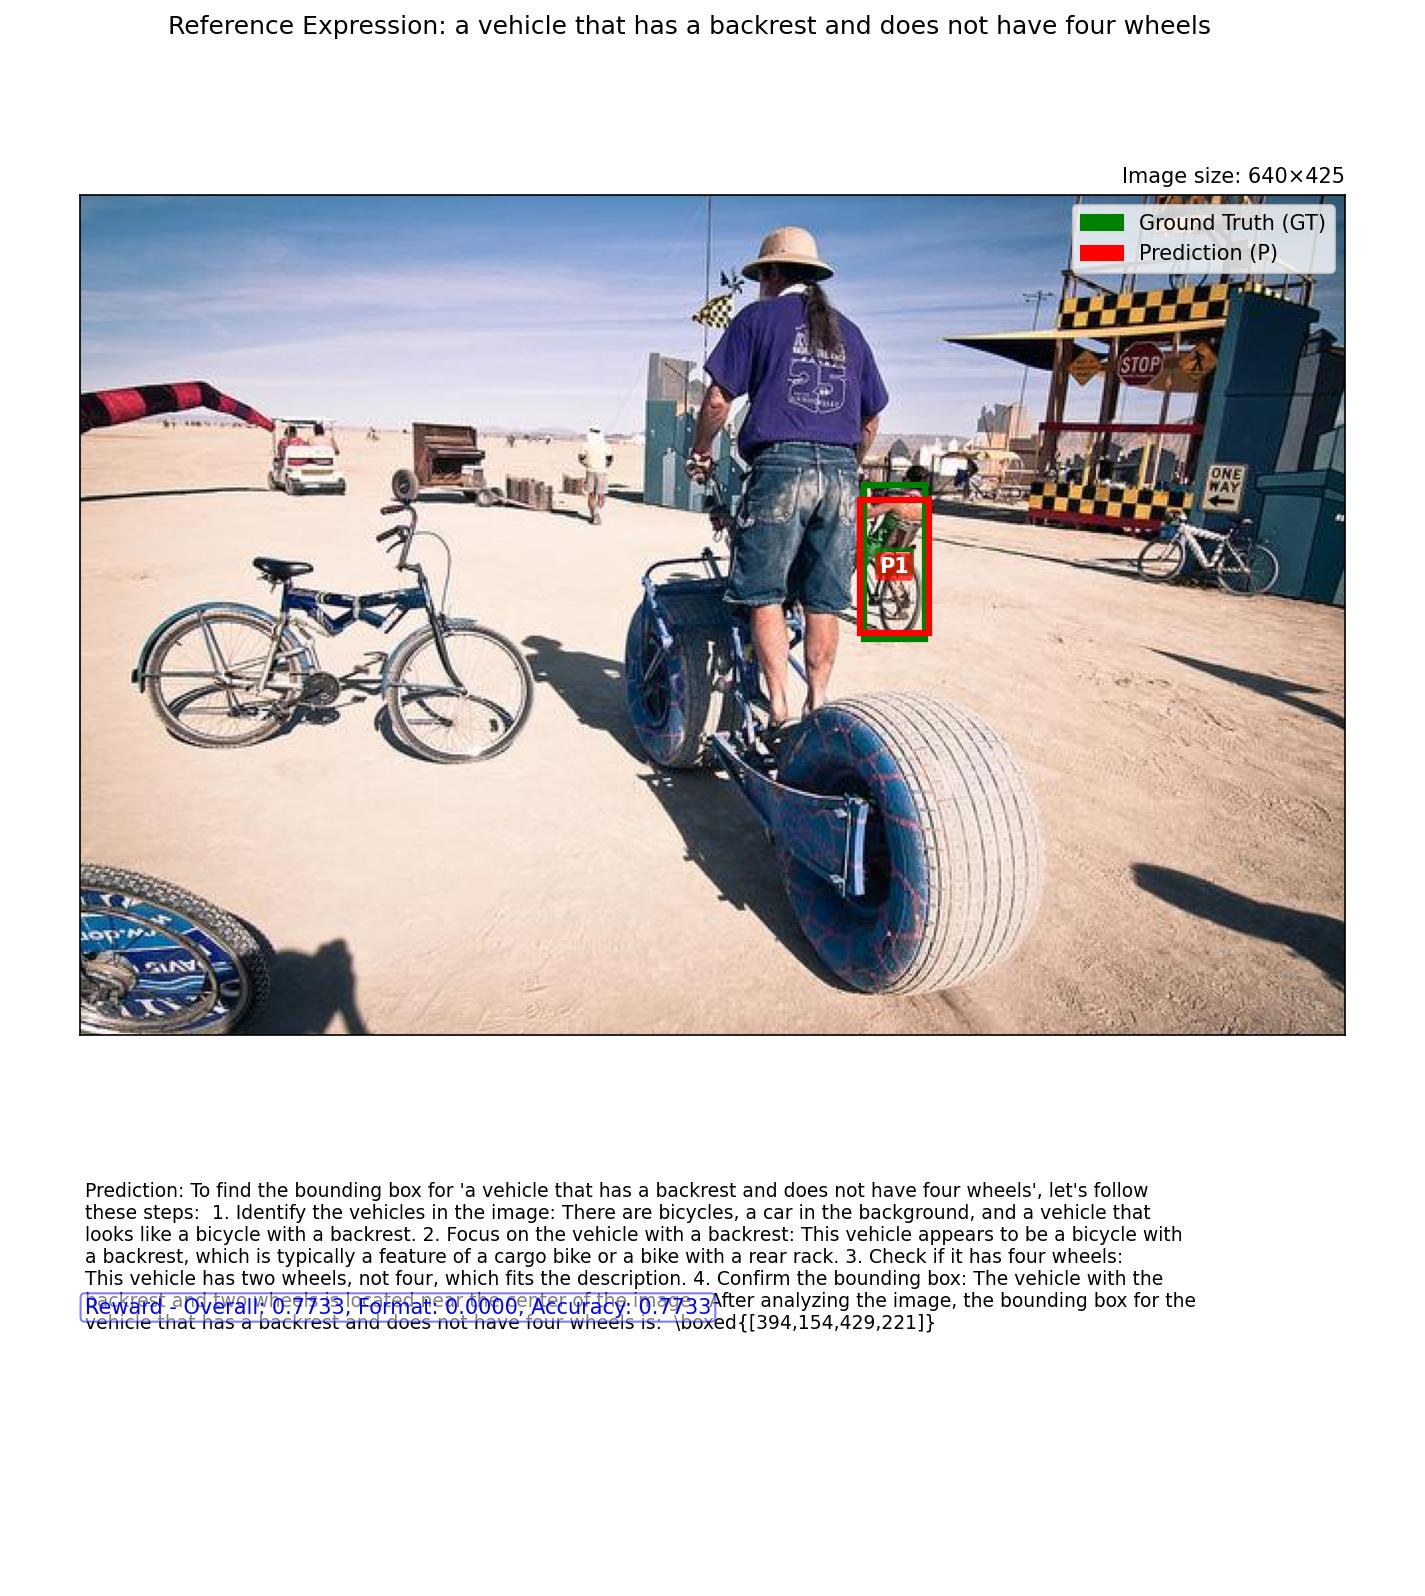 Reference Expression: a vehicle that has a backrest and does not have four wheels
Image size: 640×425
Ground Truth (GT)
Prediction (P)
25
STOP
ONE
WAY
P1
Prediction: To find the bounding box for 'a vehicle that has a backrest and does not have four wheels', let's follow
these steps:  1. Identify the vehicles in the image: There are bicycles, a car in the background, and a vehicle that
looks like a bicycle with a backrest. 2. Focus on the vehicle with a backrest: This vehicle appears to be a bicycle with
a backrest, which is typically a feature of a cargo bike or a bike with a rear rack. 3. Check if it has four wheels:
This vehicle has two wheels, not four, which fits the description. 4. Confirm the bounding box: The vehicle with the
backrest and two wheels is located near the center of the image.  After analyzing the image, the bounding box for the
Reward - Overall: 0.7733, Format: 0.0000, Accuracy: 0.7733
vehicle that has a backrest and does not have four wheels is:  \boxed{[394,154,429,221]}